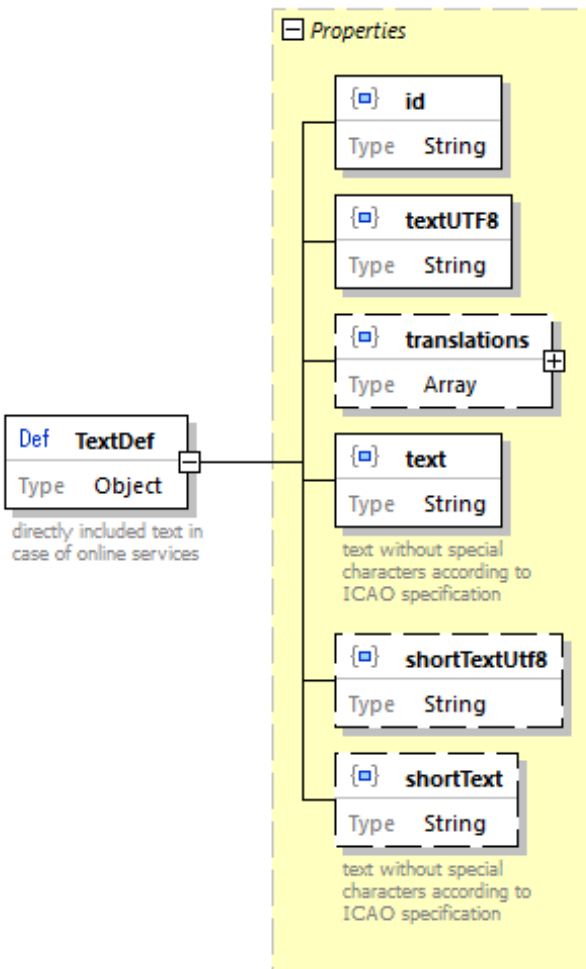 Properties
id
Type String
textUTF8
Type String
translations
Type Array
Def TextDef
Type Object
directly included text in
case of online services
text
Type String
text without special
characters according to
ICAO specification
shortTextUtf8
Type String
shortText
Type String
text without special
characters according to
ICAO specification